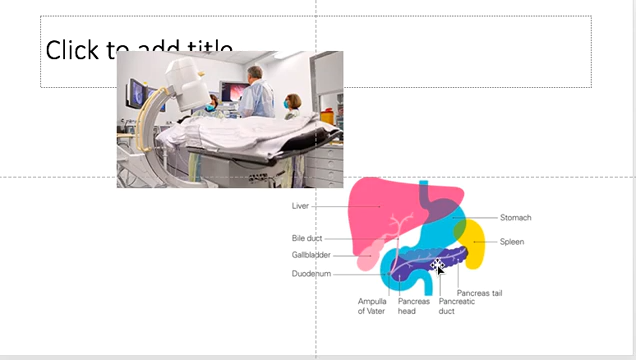 Click to add title
Liver
Stomach
Bile duct
Spleen
Gallbladder
Duodenum
Pancreas tail
Ampulla
of Vater
Pancreas
head
Pancreatic
duct